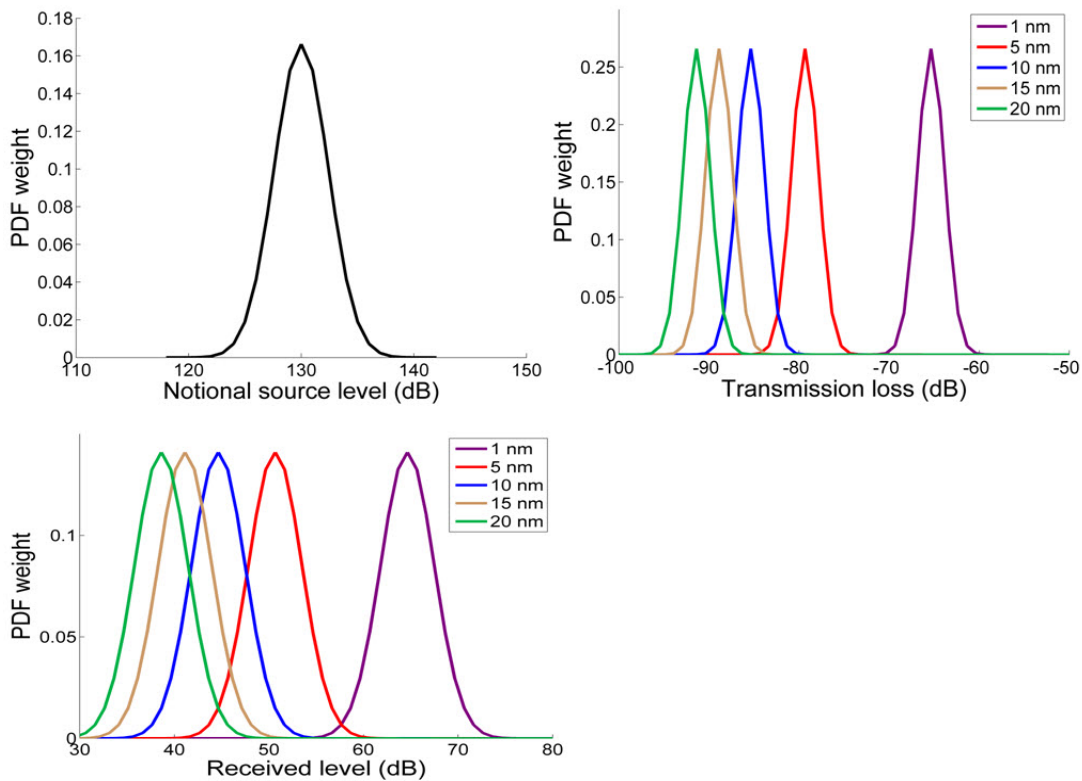 0.18
0.16
0.14
0.12
0.1
0.08
0.06
0.04
0.02
0
PDF weight
110
120
130
140
150
Notional source level (dB)
0.25
0.2
0.15
0.1
0.05
0
PDF weight
-100
-90
-80
-70
-60
-50
Transmission loss (dB)
1 nm
5 nm
10 nm
15 nm
20 nm
0.1
0.05
0
PDF weight
30
40
50
60
70
80
Received level (dB)
1 nm
5 nm
10 nm
15 nm
20 nm